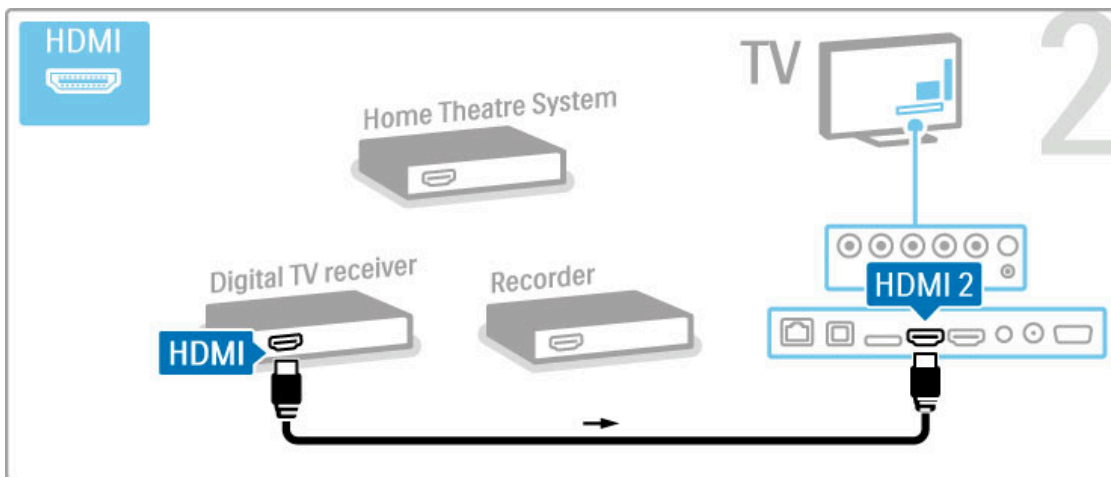 HDMI
TV
2
Home Theatre System
Digital TV receiver
Recorder
HDMI 2
HDMI